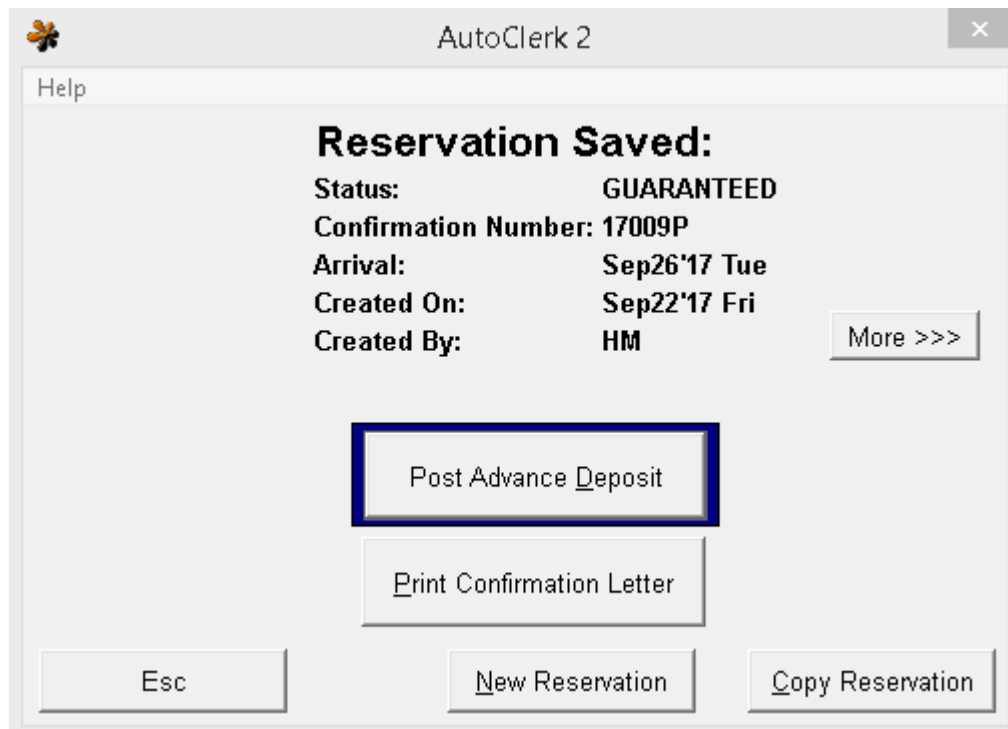 AutoClerk 2
Help
Reservation Saved:
Status: GUARANTEED
Confirmation Number: 17009P
Arrival: Sep26'17 Tue
Created On: Sep22'17 Fri
Created By: HM
More >>>
Post Advance Deposit
Print Confirmation Letter
Esc New Reservation Copy Reservation